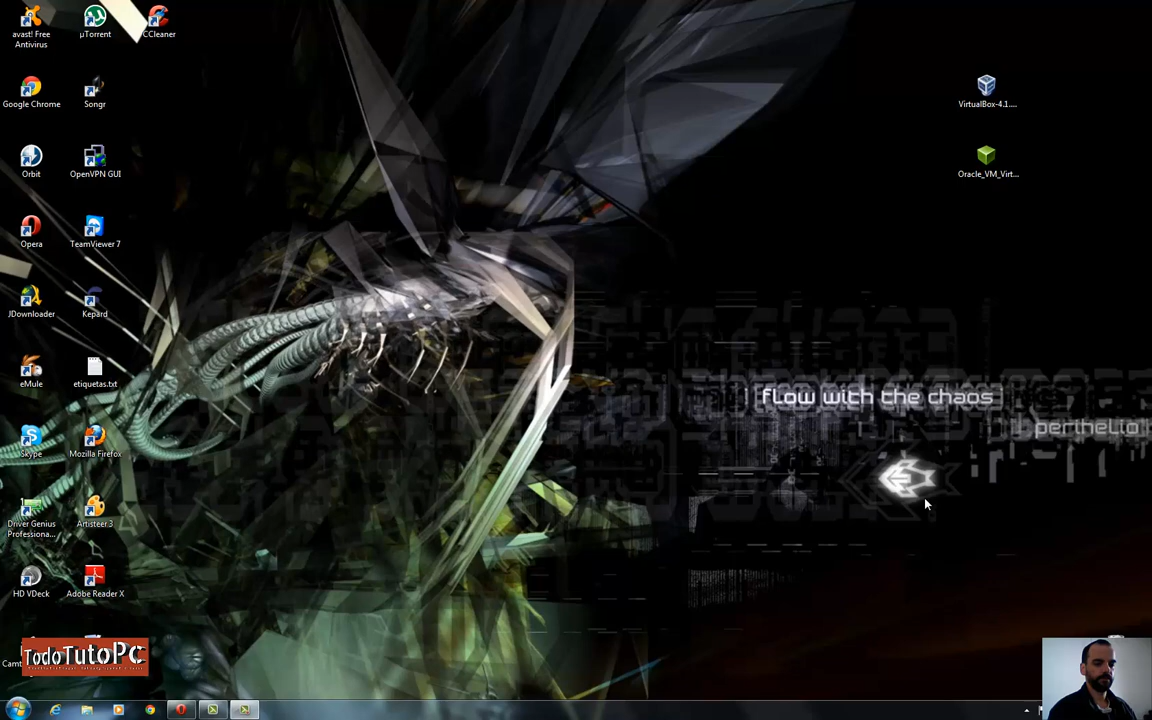 avast! Free
Antivirus
µTorrent
CCleaner
Google Chrome
Songr
Orbit
OpenVPN GUI
Opera
TeamViewer 7
JDownloader
Kepard
eMule
etiquetas.txt
Skype
Mozilla Firefox
Driver Genius
Professiona...
Artisteer 3
HD VDeck
Adobe Reader X
Camt
TodoTutoPc
VirtualBox-4.1....
Oracle_VM_Virt...
flow with the chaos
perthelio